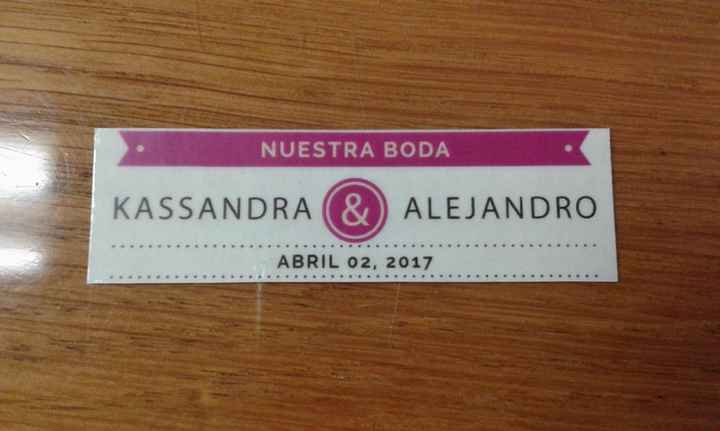 NUESTRA BODA
KASSANDRA & ALEJANDRO
ABRIL 02, 2017